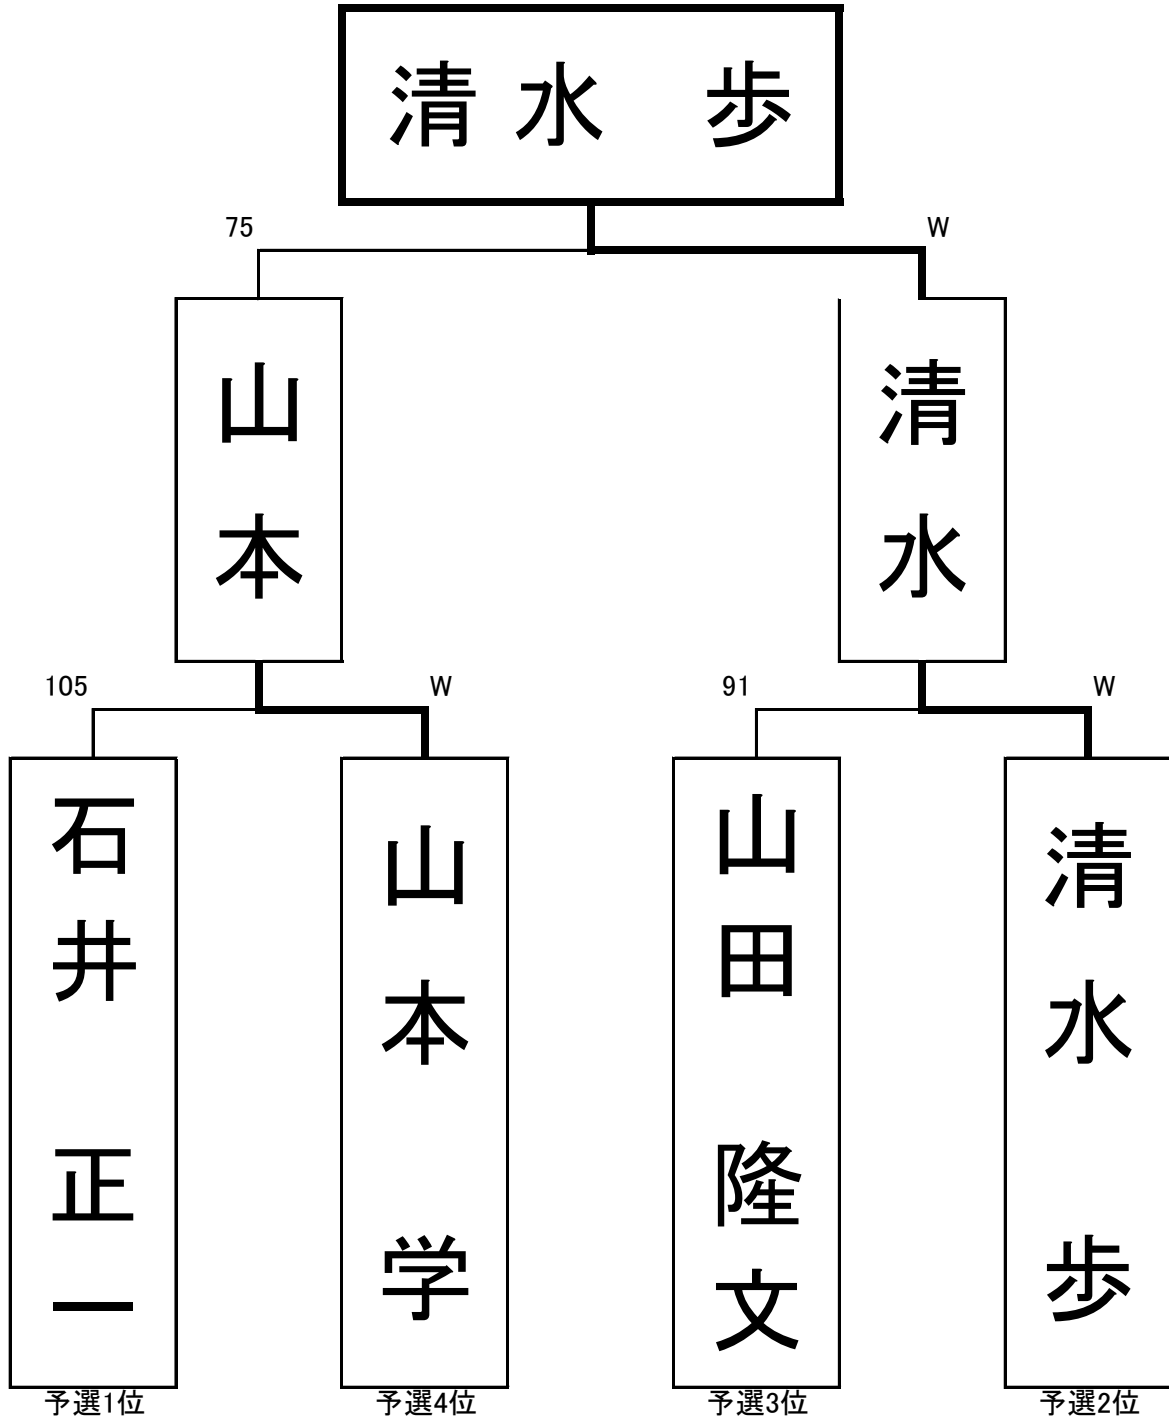 清水　歩
75
W
山本
清水
105
W
91
W
石井　正一
山本　学
山田　隆文
清水　歩
予選1位
予選4位
予選3位
予選2位